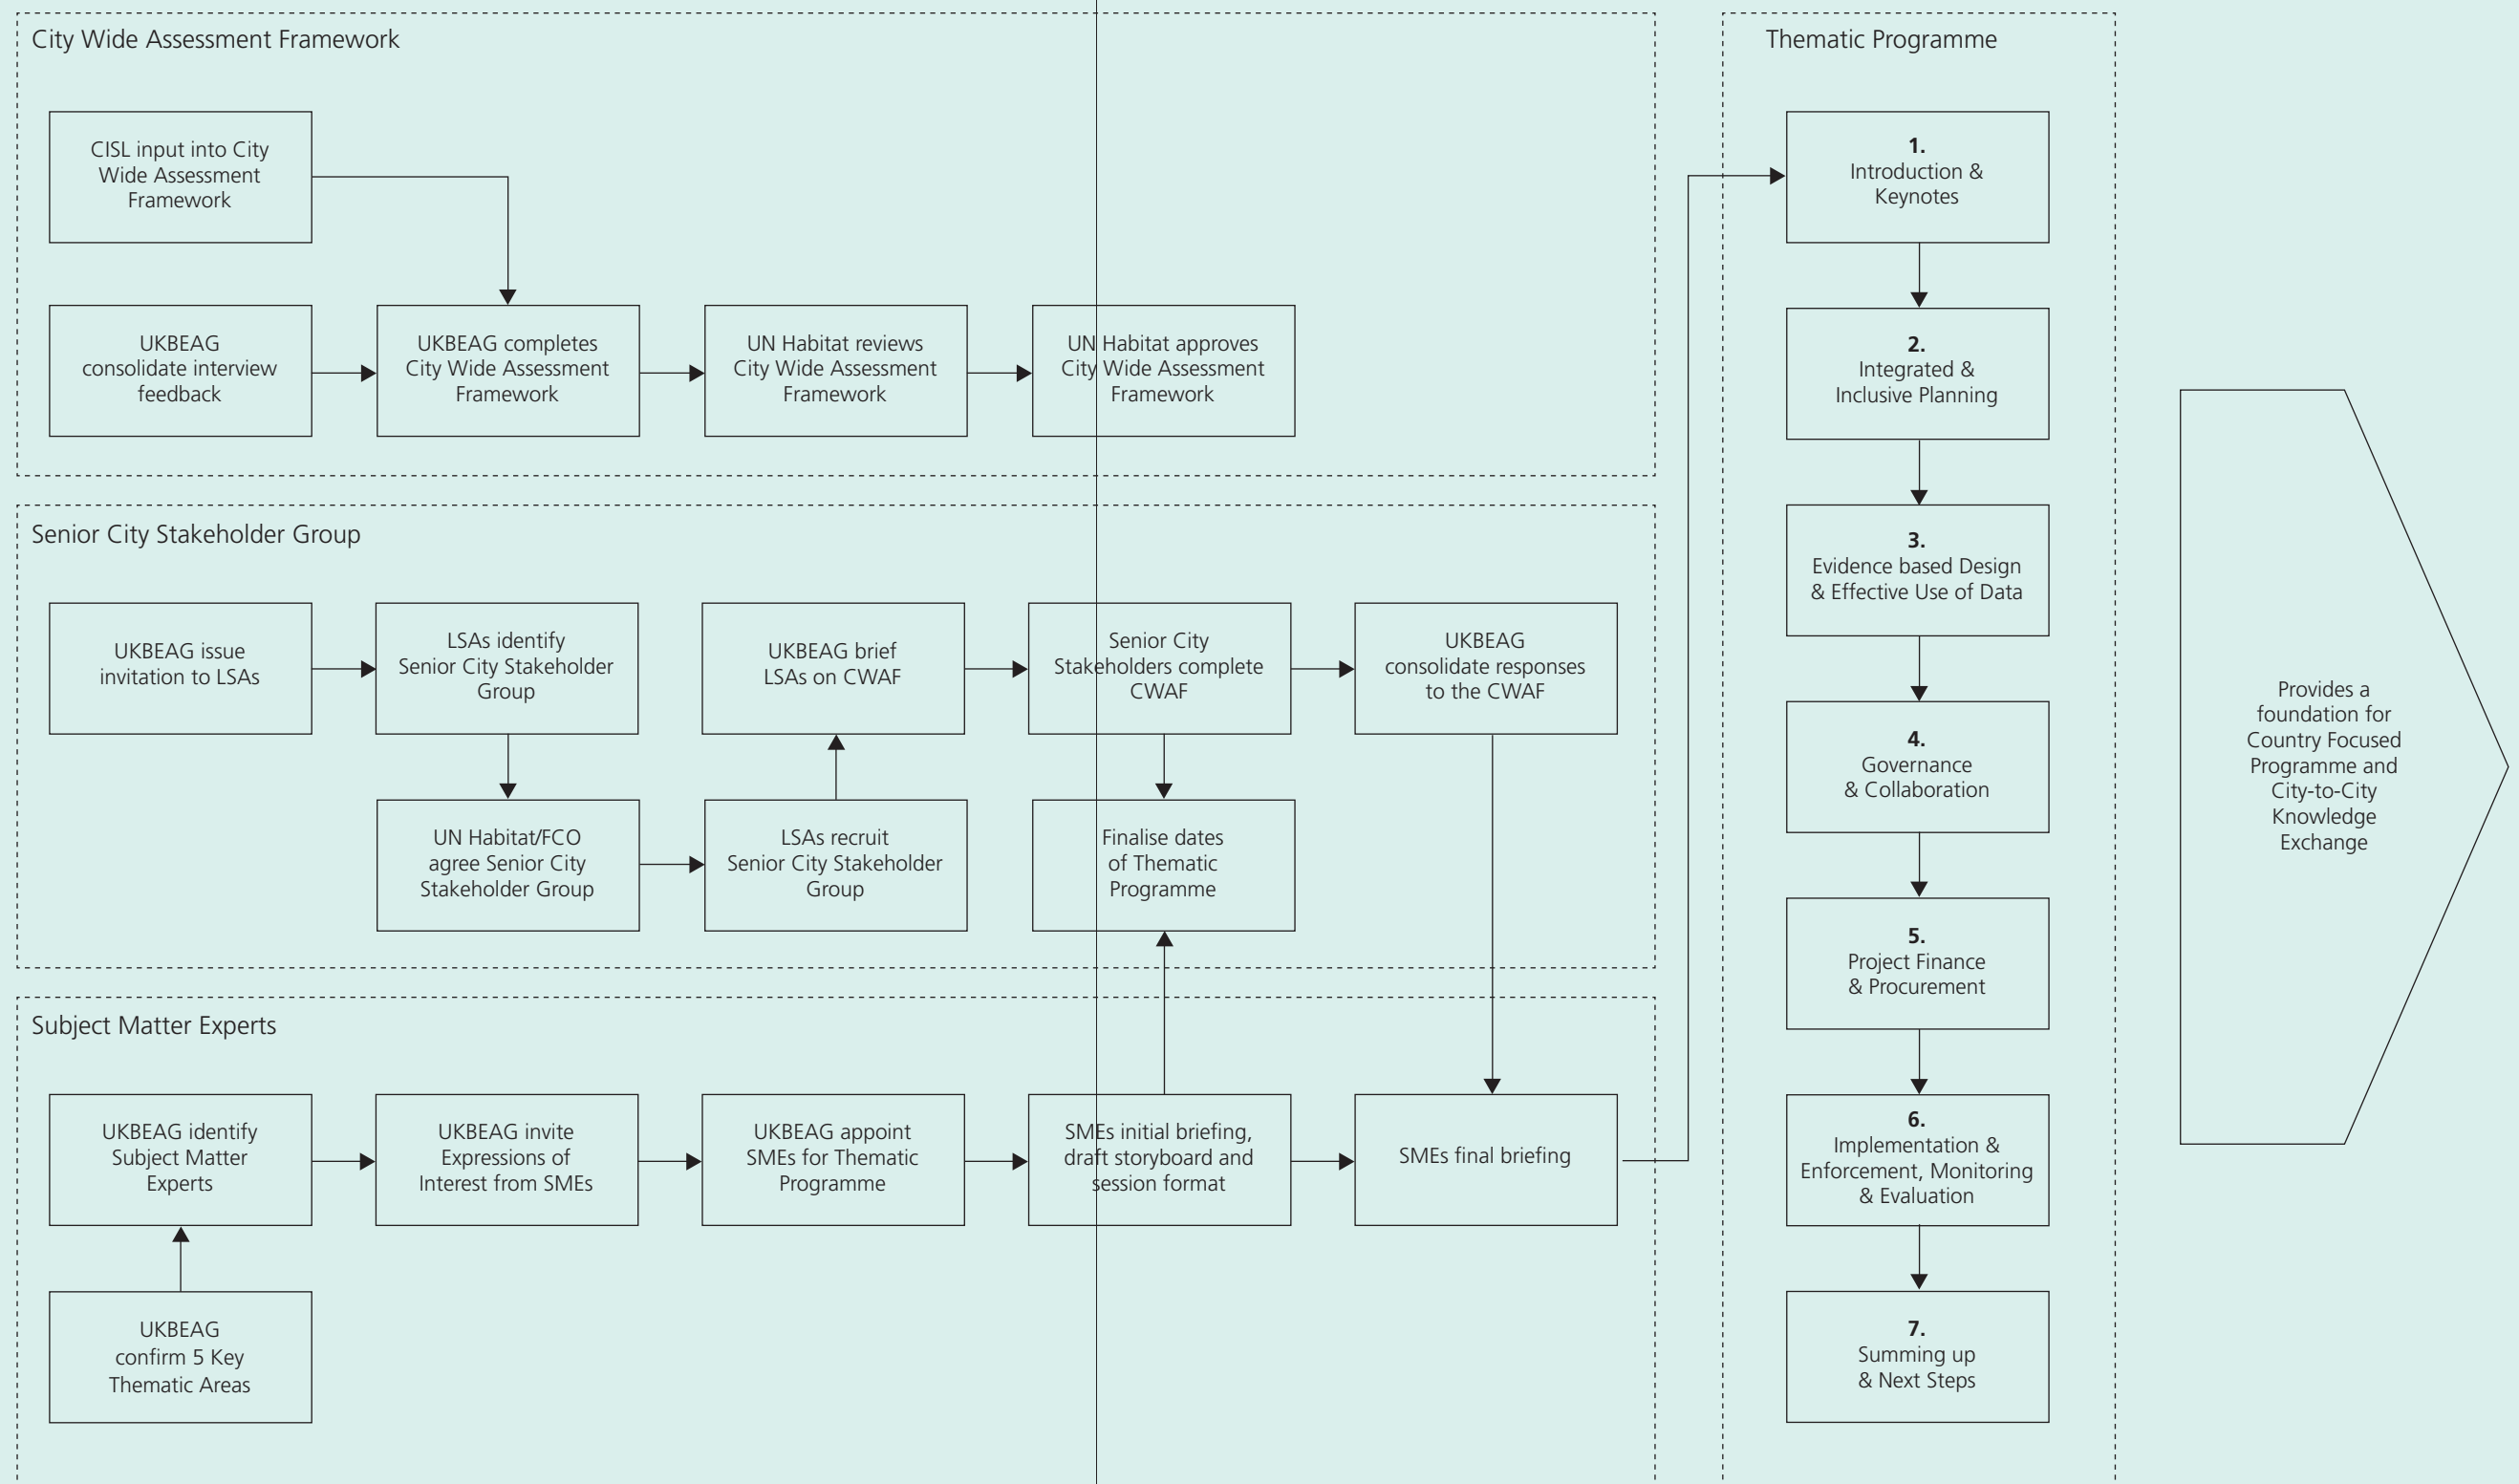 City Wide Assessment Framework
CISL input into City
Wide Assessment
Framework
UKBEAG
consolidate interview
feedback
UKBEAG completes
City Wide Assessment
Framework
UN Habitat reviews
City Wide Assessment
Framework
UN Habitat approves
City Wide Assessment
Framework
Senior City Stakeholder Group
UKBEAG issue
invitation to LSAs
LSAs identify
Senior City Stakeholder
Group
UKBEAG brief
LSAs on CWAF
Senior City
Stakeholders complete
CWAF
UKBEAG
consolidate responses
to the CWAF
UN Habitat/FCO
agree Senior City
Stakeholder Group
LSAs recruit
Senior City Stakeholder
Group
Finalise dates
of Thematic
Programme
Subject Matter Experts
UKBEAG identify
Subject Matter
Experts
UKBEAG invite
Expressions of
Interest from SMEs
UKBEAG appoint
SMEs for Thematic
Programme
SMEs initial briefing,
draft storyboard and
session format
SMEs final briefing
UKBEAG
confirm 5 Key
Thematic Areas
Thematic Programme
1.
Introduction &
Keynotes
2.
Integrated &
Inclusive Planning
3.
Evidence based Design
& Effective Use of Data
4.
Governance
& Collaboration
5.
Project Finance
& Procurement
6.
Implementation &
Enforcement, Monitoring
& Evaluation
7.
Summing up
& Next Steps
Provides a
foundation for
Country Focused
Programme and
City-to-City
Knowledge
Exchange